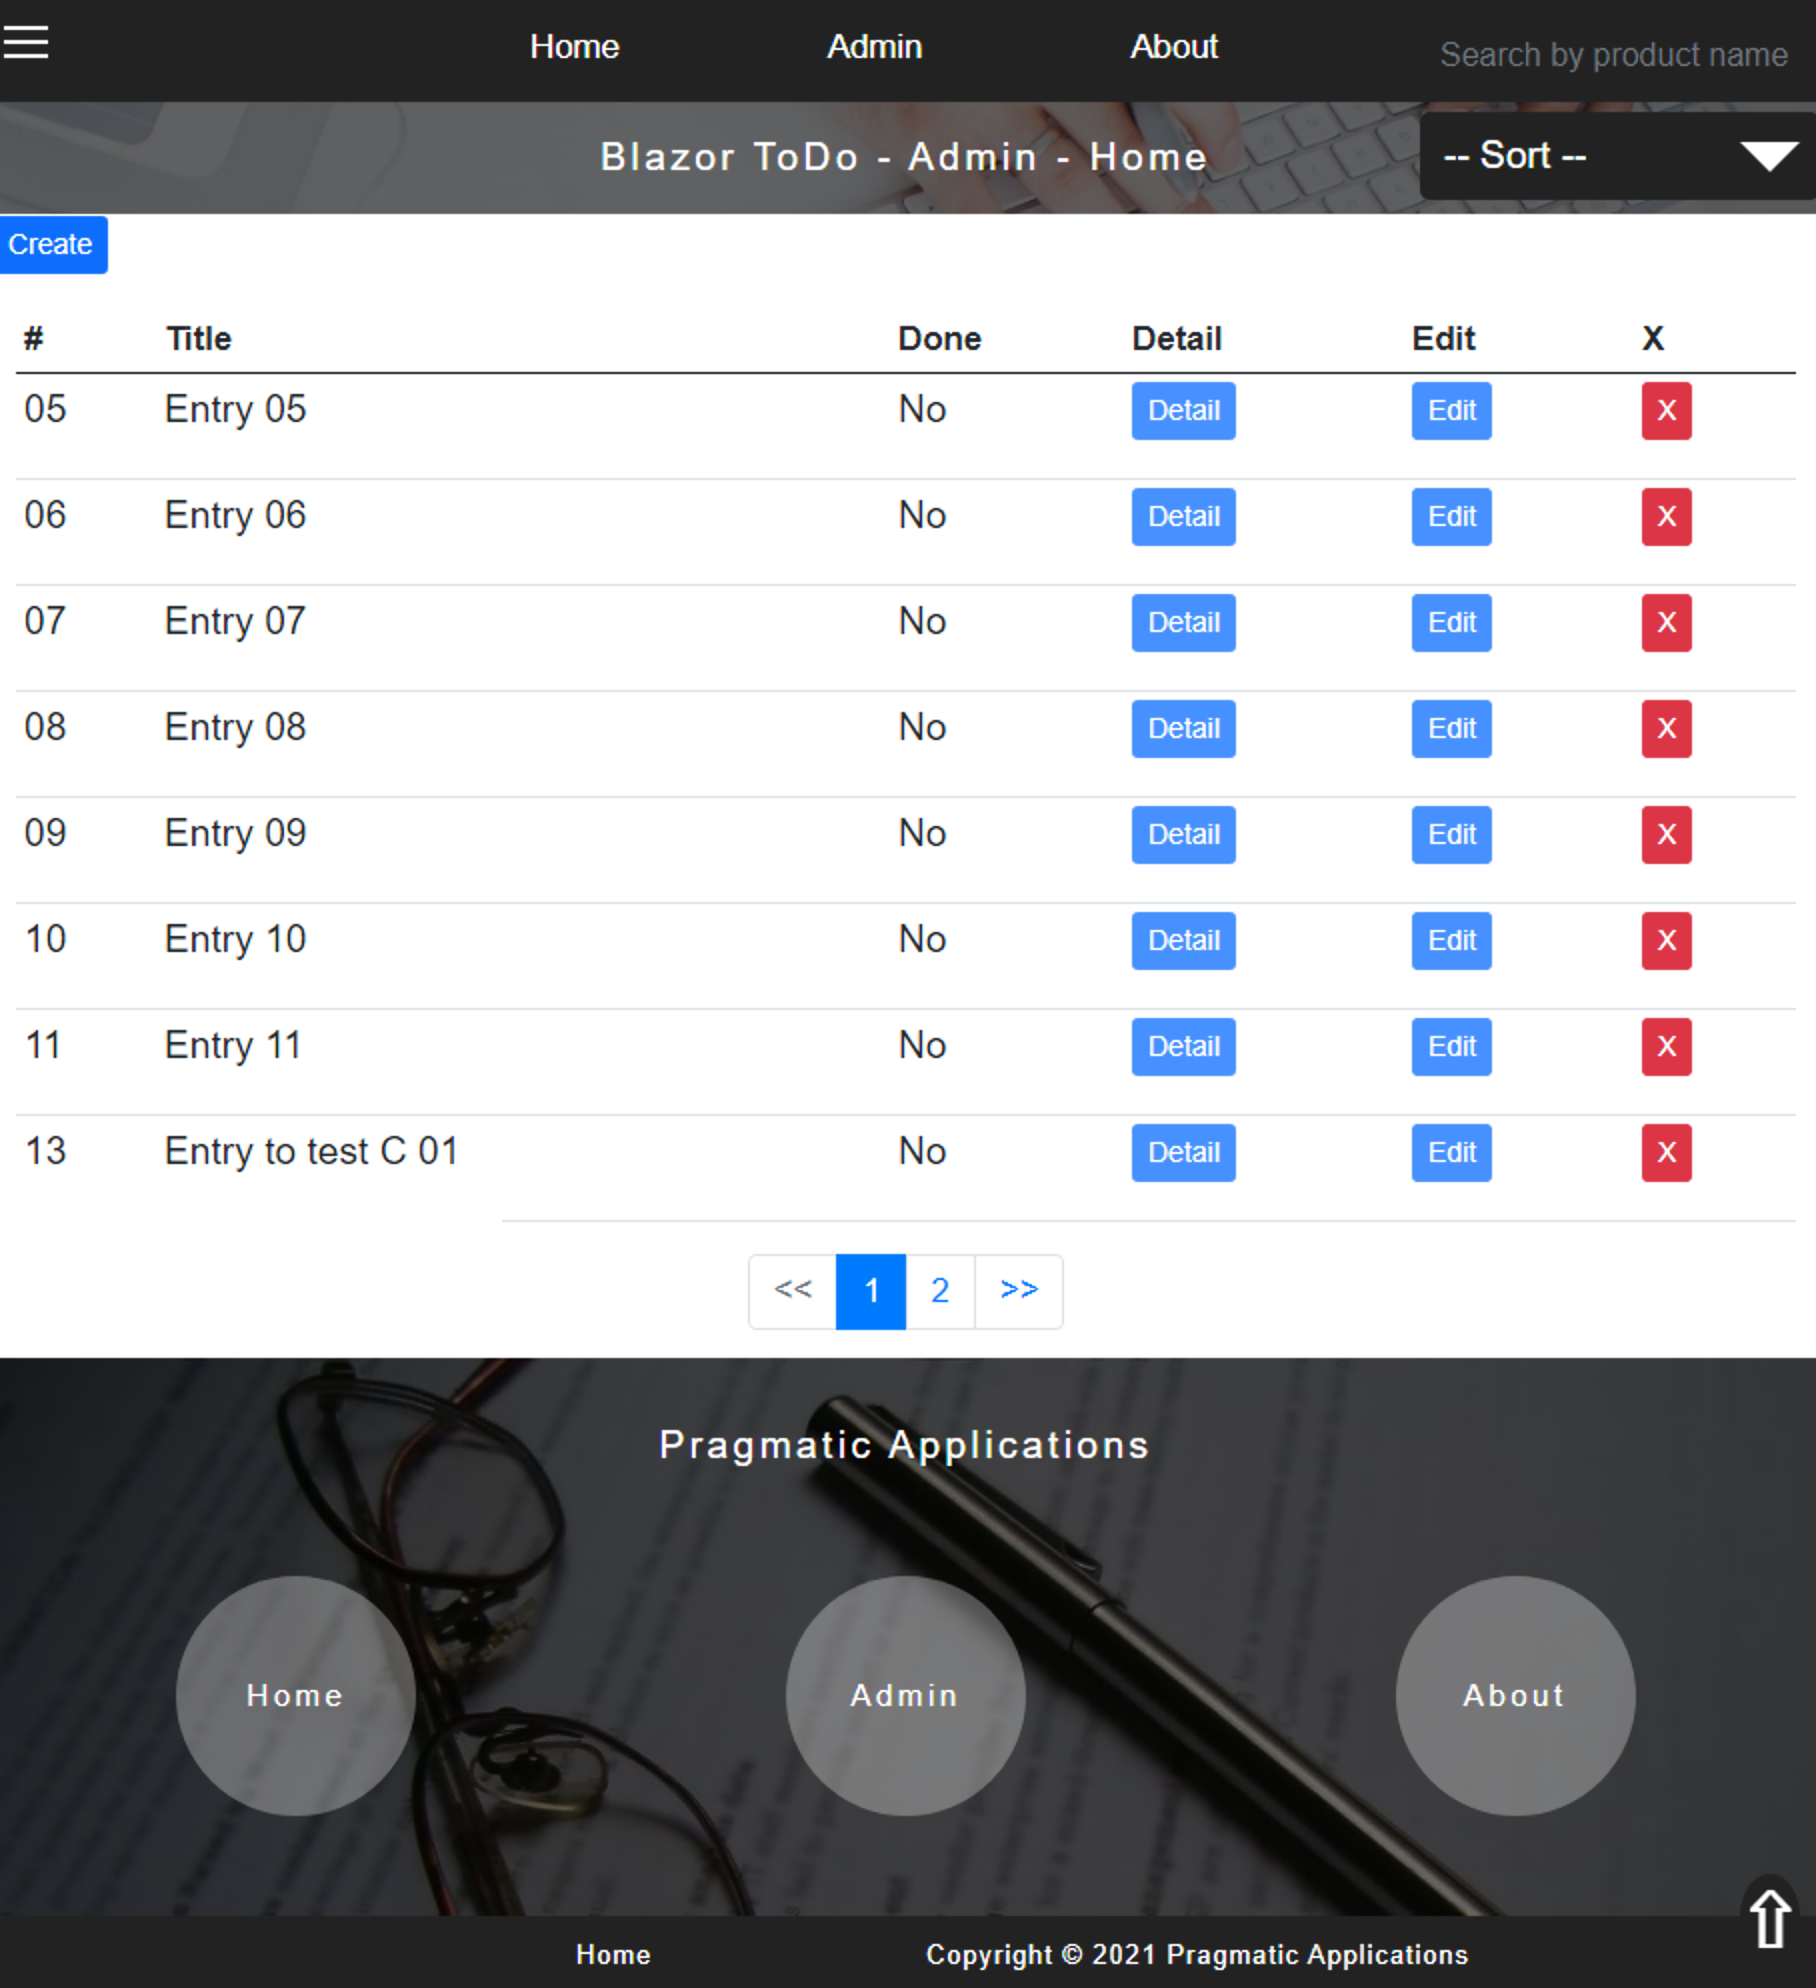 Home Admin About Search by product name
Blazor ToDo - Admin - Home -- Sort --
Create
# Title Done Detail Edit X
05 Entry 05 No Detail Edit X
06 Entry 06 No Detail Edit X
07 Entry 07 No Detail Edit X
08 Entry 08 No Detail Edit X
09 Entry 09 No Detail Edit X
10 Entry 10 No Detail Edit X
11 Entry 11 No Detail Edit X
13 Entry to test C 01 No Detail Edit X
<< 1 2 >>
Pragmatic Applications
Home Admin About
Home Copyright © 2021 Pragmatic Applications